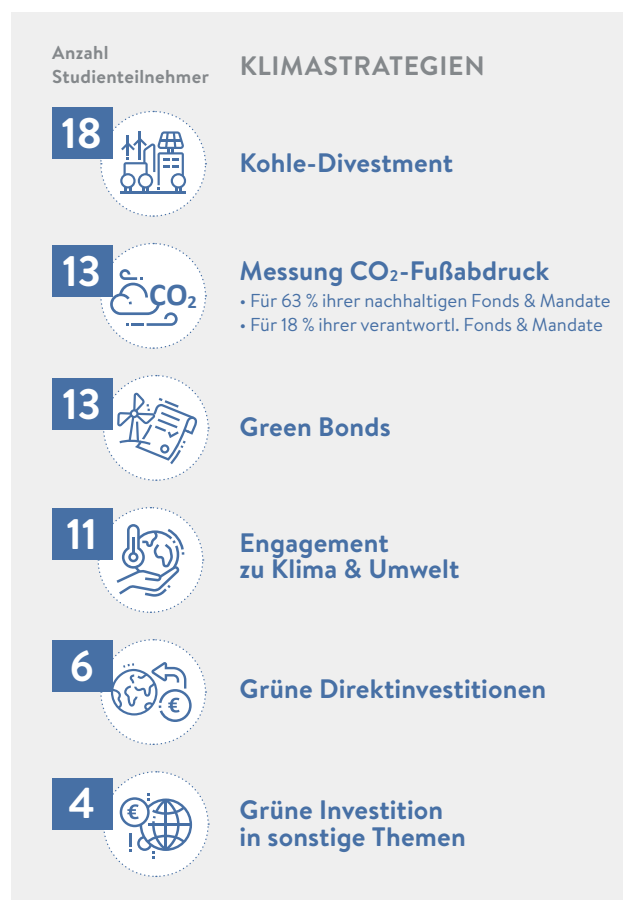 Anzahl
Studienteilnehmer
KLIMASTRATEGIEN
18
Kohle-Divestment
13
CO₂
Messung CO₂-Fußabdruck
• Für 63 % ihrer nachhaltigen Fonds & Mandate
• Für 18 % ihrer verantwortl. Fonds & Mandate
13
Green Bonds
11
Engagement
zu Klima & Umwelt
6
€
Grüne Direktinvestitionen
4
€
Grüne Investition
in sonstige Themen